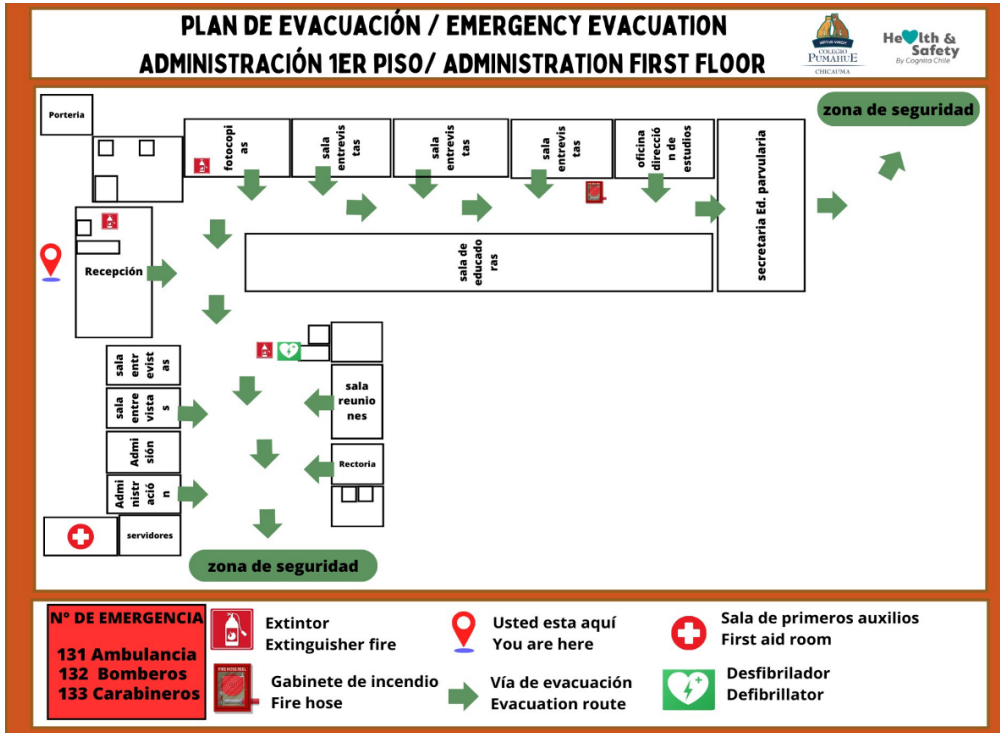 PLAN DE EVACUACIÓN / EMERGENCY EVACUATION
ADMINISTRACIÓN 1ER PISO/ ADMINISTRATION FIRST FLOOR
VIRTUS VINCIT
COLEGIO
PUMAHUE
CHICAUMA
Health &
Safety
By Cognita Chile
Porteria
fotocopi
as
sala
entrevis
tas
sala
entrevis
tas
sala
entrevis
tas
oficina
direcció
n de
estudios
secretaria Ed. parvularia
zona de seguridad
Recepción
sala de
educado
ras
sala
entr
evist
as
sala
entre
vista
s
Admi
sión
Admi
nistr
ació
n
servidores
sala
reunio
nes
Rectoria
zona de seguridad
Nº DE EMERGENCIA
131 Ambulancia
132 Bomberos
133 Carabineros
Extintor
Extinguisher fire
FIRE HOSE REEL
Gabinete de incendio
Fire hose
Usted esta aquí
You are here
Vía de evacuación
Evacuation route
Sala de primeros auxilios
First aid room
Desfibrilador
Defibrillator